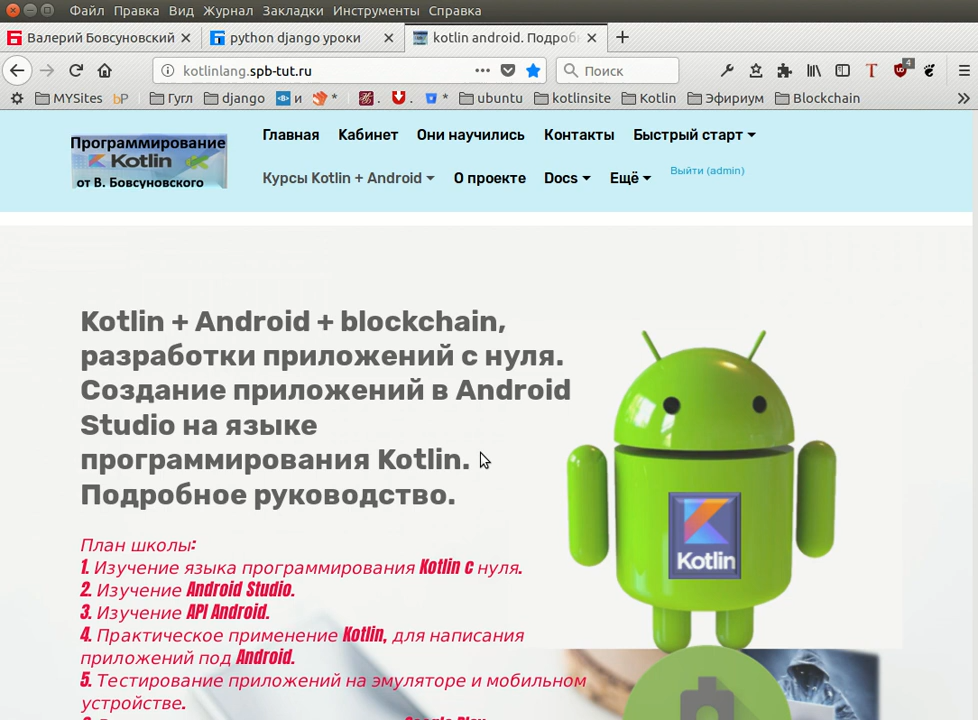 Файл Правка Вид Журнал Закладки Инструменты Справка
Валерий Бовсуновский
python django уроки
kotlin android. Подроб
kotlinlang.spb-tut.ru
Поиск
4
MYSites bP Гугл django и * . . * ubuntu kotlinsite Kotlin Эфириум Blockchain
Программирование
Kotlin
от В. Бовсуновского
Главная Кабинет Они научились Контакты Быстрый старт
Курсы Kotlin + Android О проекте Docs Ещё Выйти (admin)
Kotlin + Android + blockchain,
разработки приложений с нуля.
Создание приложений в Android
Studio на языке
программирования Kotlin.
Подробное руководство.
Kotlin
План школы:
1. Изучение языка программирования Kotlin с нуля.
2. Изучение Android Studio.
3. Изучение API Android.
4. Практическое применение Kotlin, для написания
приложений под Android.
5. Тестирование приложений на эмуляторе и мобильном
устройстве.